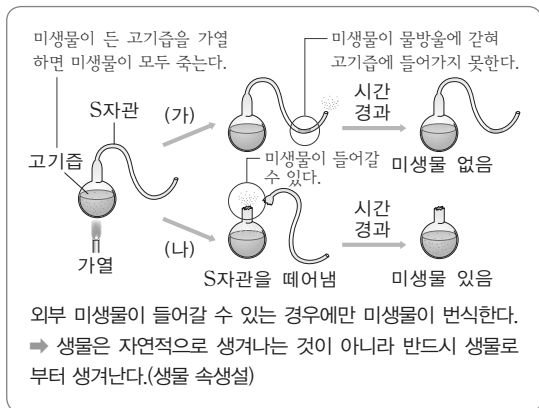 미생물이 든 고기즙을 가열
하면 미생물이 모두 죽는다.
미생물이 물방울에 갇혀
고기즙에 들어가지 못한다.
S자관
(가)
시간
경과
고기즙
미생물이 들어갈
수 있다.
미생물 없음
가열
(나)
시간
경과
S자관을 떼어냄
미생물 있음
외부 미생물이 들어갈 수 있는 경우에만 미생물이 번식한다.
➡ 생물은 자연적으로 생겨나는 것이 아니라 반드시 생물로
부터 생겨난다.(생물 속생설)